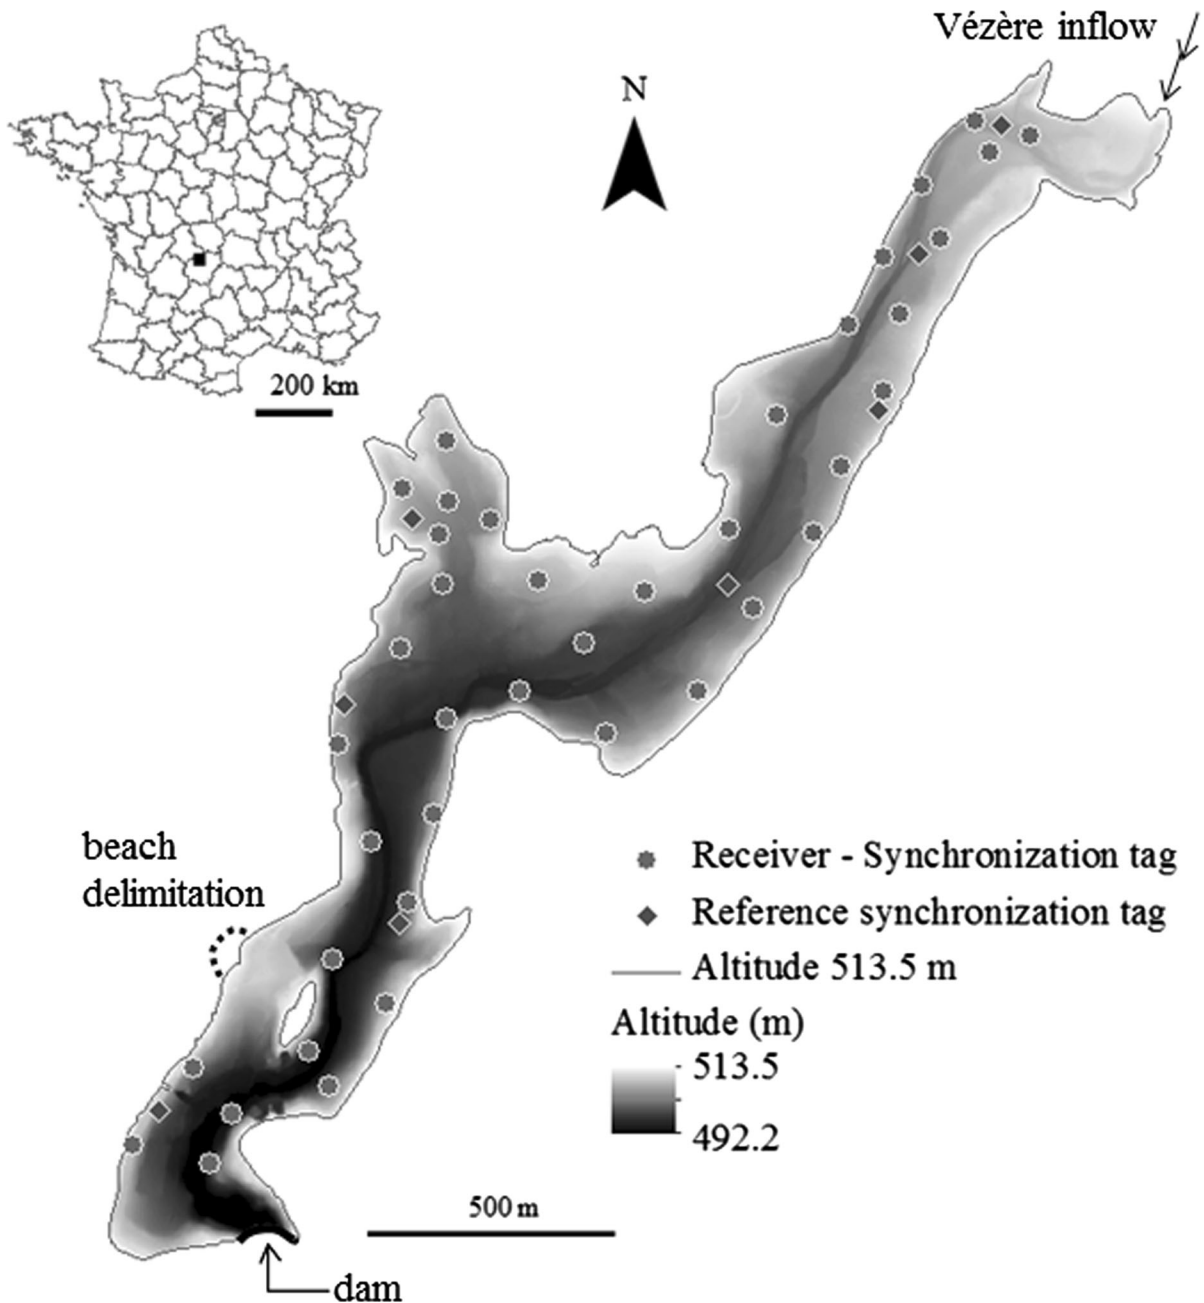 Vézère inflow
N
200 km
beach
delimitation
Receiver - Synchronization tag
Reference synchronization tag
Altitude 513.5 m
Altitude (m)
513.5
492.2
500 m
dam